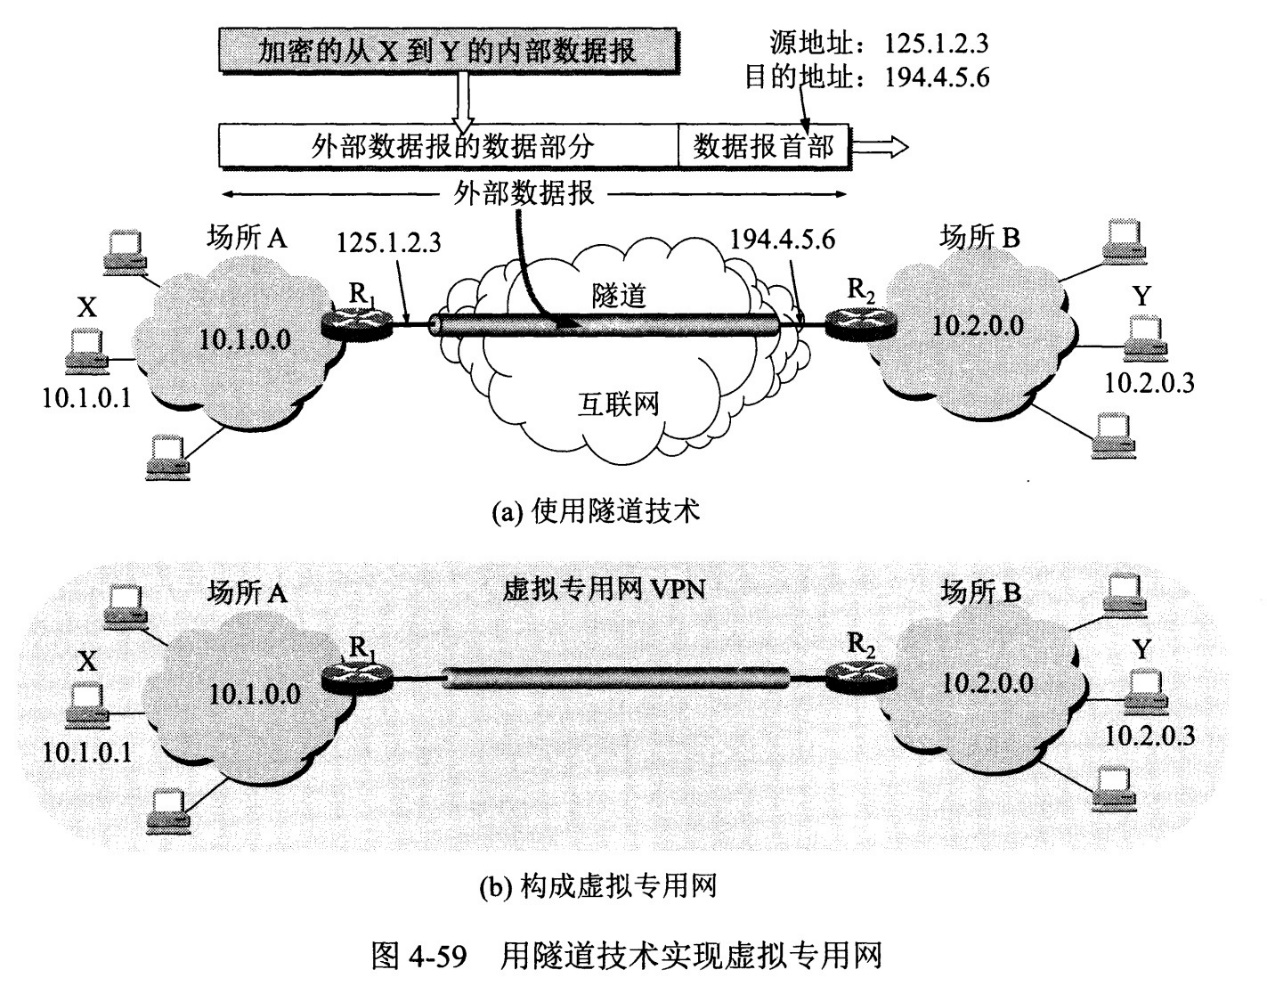 加密的从 X 到 Y 的内部数据报
源地址：125.1.2.3
目的地址：194.4.5.6
外部数据报的数据部分
数据报首部
外部数据报
场所 A
125.1.2.3
194.4.5.6
场所 B
X
R1
隧道
R2
Y
10.1.0.0
10.2.0.0
10.1.0.1
互联网
10.2.0.3
(a) 使用隧道技术
场所 A
虚拟专用网 VPN
场所 B
X
R1
R2
Y
10.1.0.0
10.2.0.0
10.1.0.1
10.2.0.3
(b) 构成虚拟专用网
图 4-59 用隧道技术实现虚拟专用网